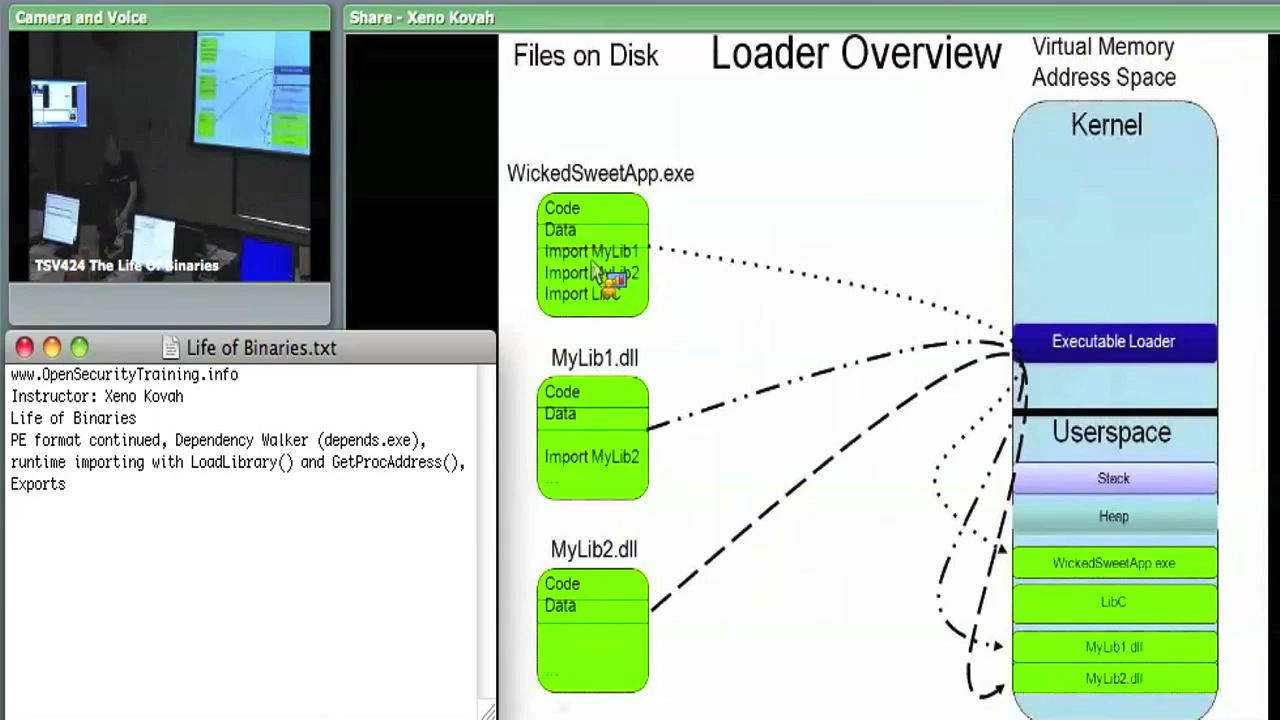 Camera and Voice
TSV424 The Life Of Binaries
Life of Binaries.txt
www.OpenSecurityTraining.info
Instructor: Xeno Kovah
Life of Binaries
PE format continued, Dependency Walker (depends.exe),
runtime importing with LoadLibrary() and GetProcAddress(),
Exports
Share - Xeno Kovah
Files on Disk
Loader Overview
Virtual Memory
Address Space
WickedSweetApp.exe
Code
Data
Import MyLib1
Import MyLib2
Import LibC
MyLib1.dll
Code
Data
Import MyLib2
...
MyLib2.dll
Code
Data
...
Kernel
Executable Loader
Userspace
Stack
Heap
WickedSweetApp.exe
LibC
MyLib1.dll
MyLib2.dll